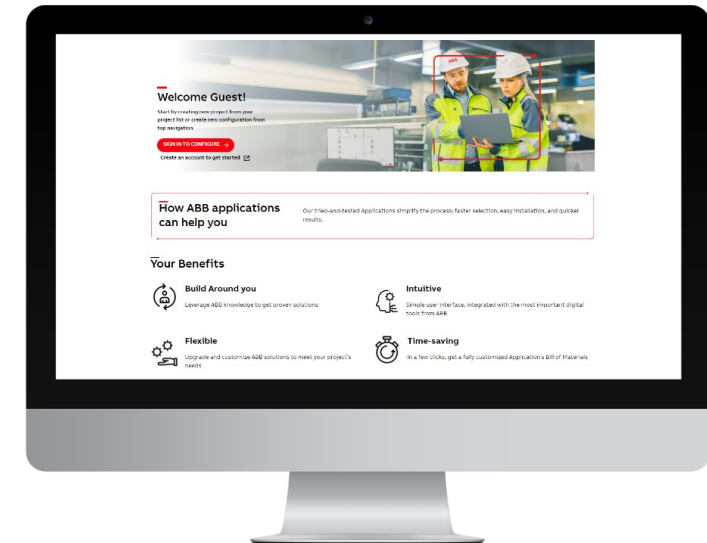 ABB
Welcome Guest!
Start by creating new project from your
project list or create new configuration from
top navigation.
SIGN IN TO CONFIGURE →
Create an account to get started
How ABB applications
can help you
Our tried-and-tested Applications simplify the process: faster selection, easy installation, and quicker
results.
Your Benefits
Build Around you
Leverage ABB knowledge to get proven solutions
Intuitive
Simple user interface, integrated with the most important digital
tools from ABB
Flexible
Upgrade and customize ABB solutions to meet your project's
needs
Time-saving
In a few clicks, get a fully customized Application's Bill of Materials